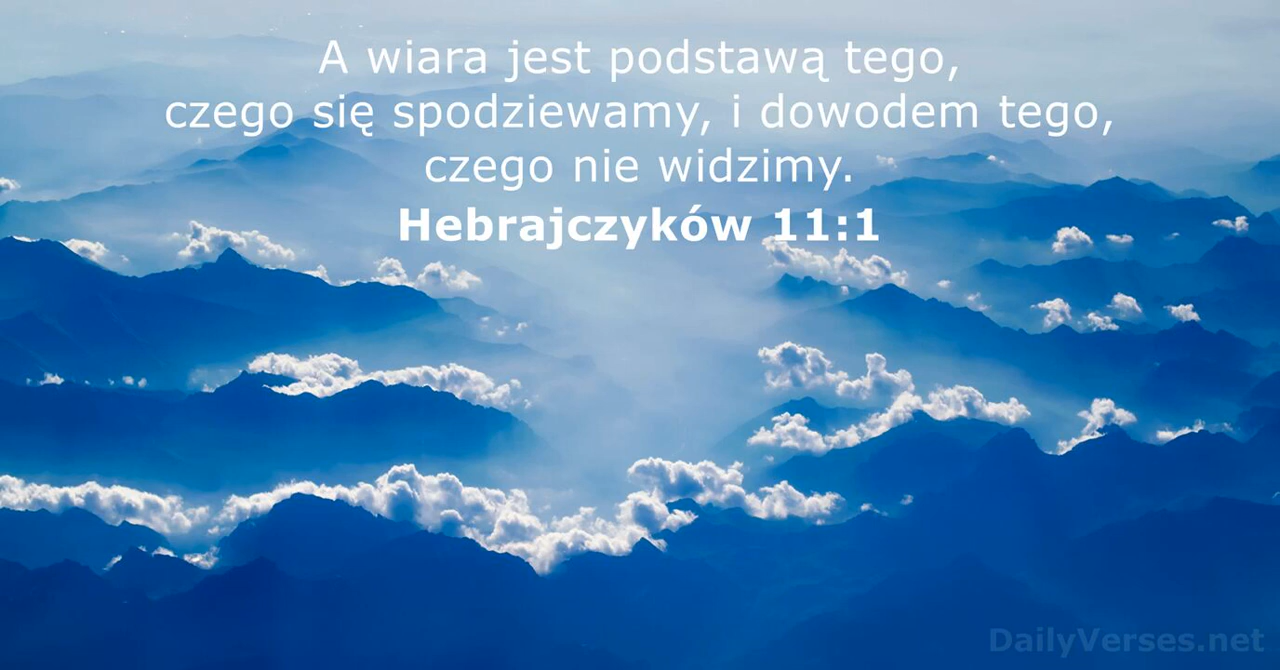 A wiara jest podstawą tego,
czego się spodziewamy, i dowodem tego,
czego nie widzimy.
Hebrajczyków 11:1
DailyVerses.net